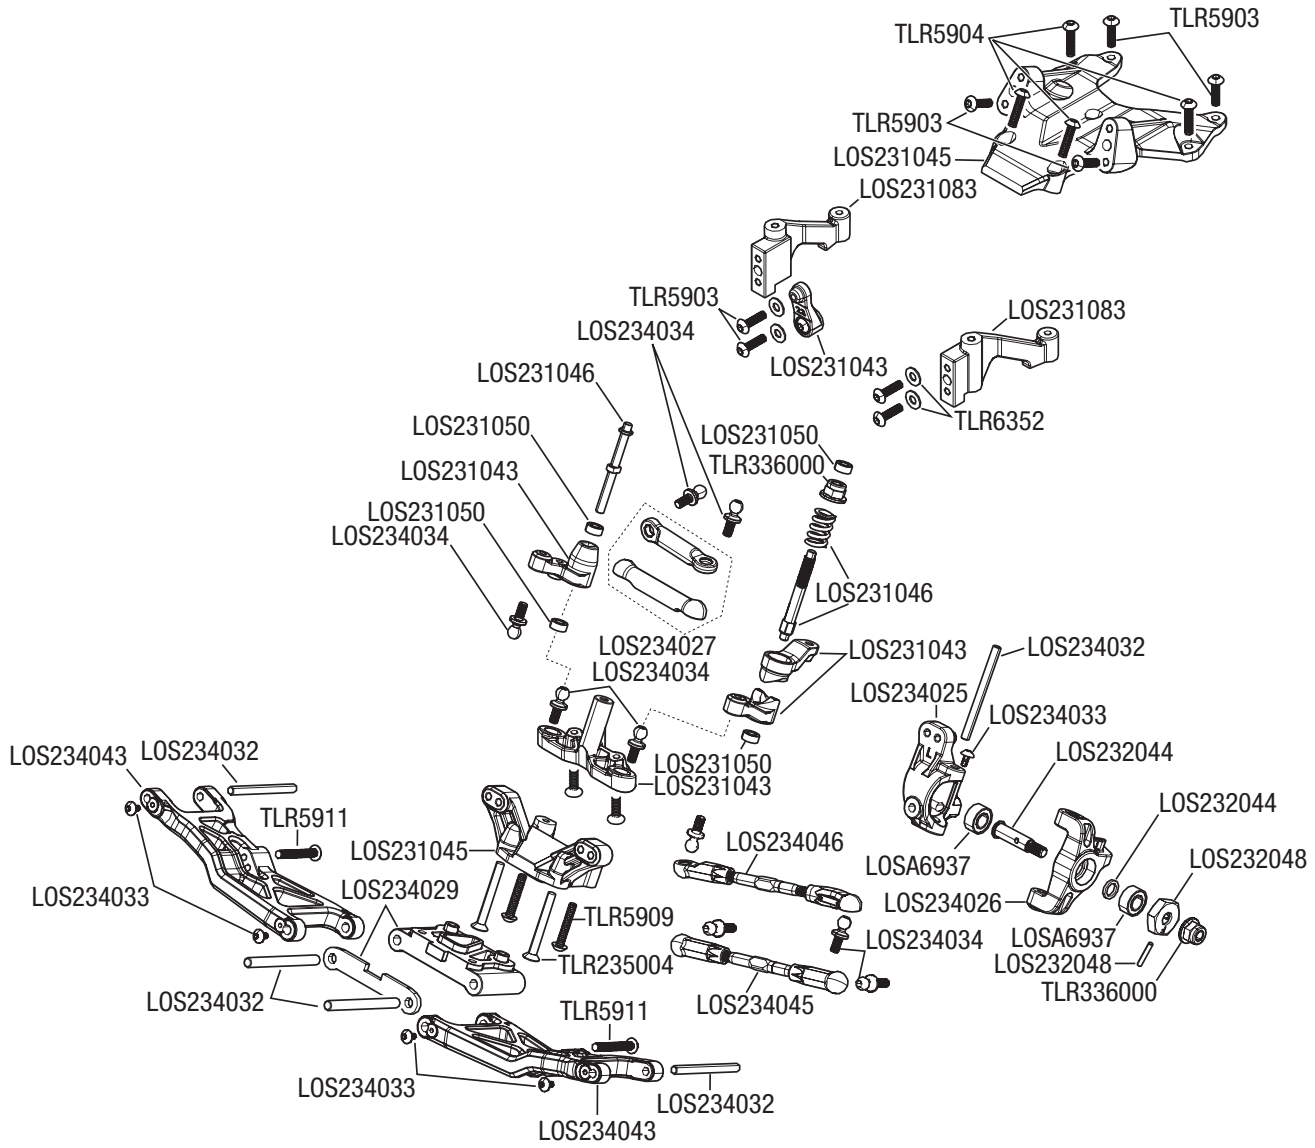 TLR5903
TLR5904
TLR5903
LOS231045
LOS231083
TLR5903
LOS231083
LOS234034
LOS231043
LOS231046
TLR6352
LOS231050
LOS231050
TLR336000
LOS231043
LOS231050
LOS234034
LOS231046
LOS234027
LOS234034
LOS231043
LOS234032
LOS234025
LOS234033
LOS234043
LOS234032
LOS232044
LOS231050
LOS231043
LOS232044
TLR5911
LOS231045
LOS234046
LOSA6937
LOS232048
LOS234029
LOS234033
LOS234026
TLR5909
LOS234034
LOSA6937
TLR235004
LOS232048
LOS234032
LOS234045
TLR336000
TLR5911
LOS234033
LOS234032
LOS234043